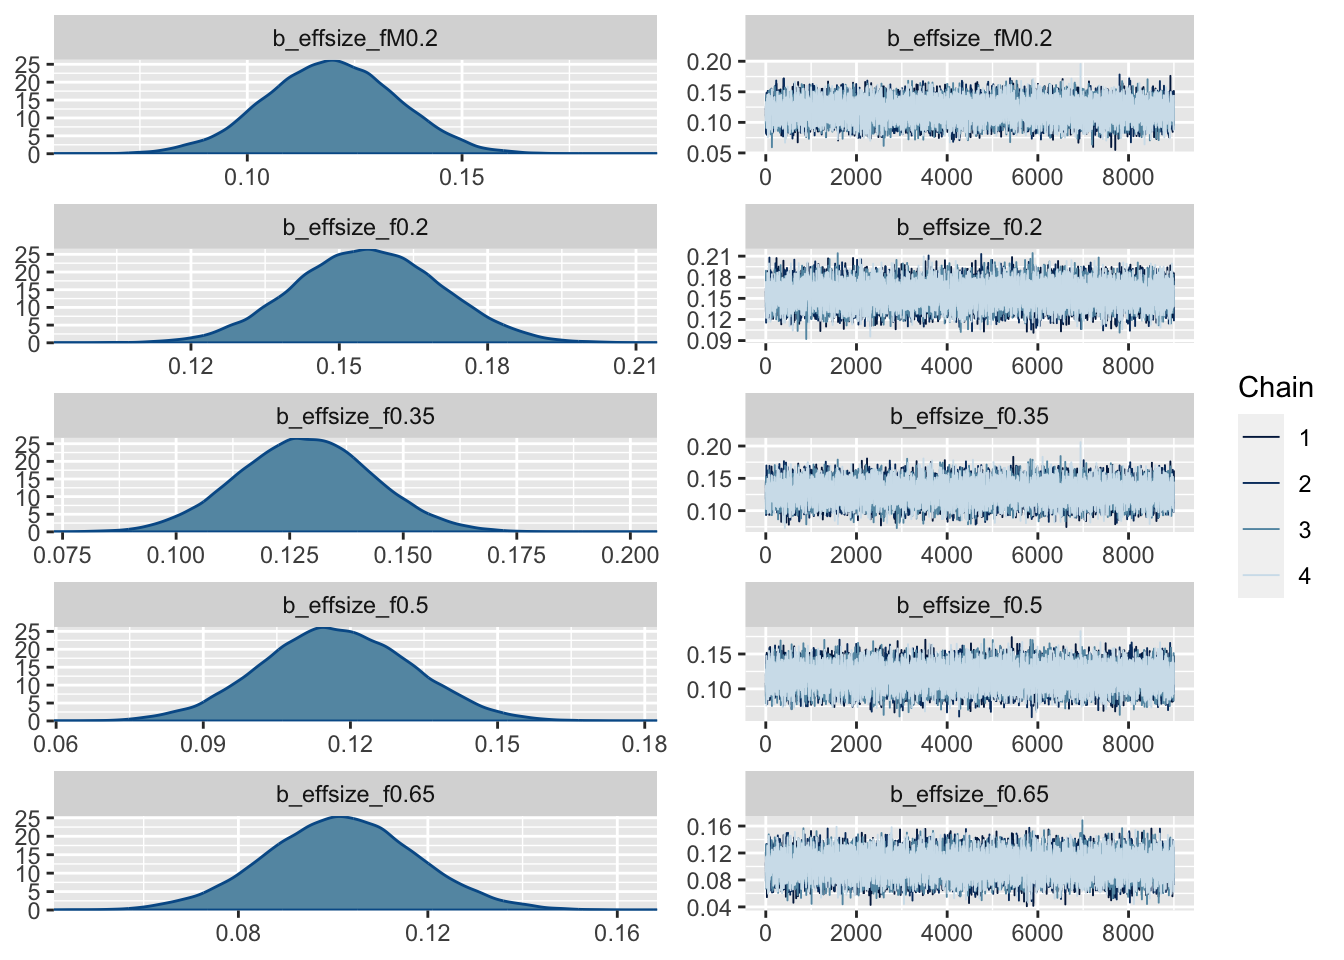 b_effsize_fM0.2
25
20
15
10
5
0
0.10 0.15
b_effsize_fM0.2
0.20
0.15
0.10
0.05
0 2000 4000 6000 8000
b_effsize_f0.2
25
20
15
10
5
0
0.12 0.15 0.18 0.21
b_effsize_f0.2
0.21
0.18
0.15
0.12
0.09
0 2000 4000 6000 8000
b_effsize_f0.35
25
20
15
10
5
0
0.075 0.100 0.125 0.150 0.175 0.200
b_effsize_f0.35
0.20
0.15
0.10
0 2000 4000 6000 8000
b_effsize_f0.5
25
20
15
10
5
0
0.06 0.09 0.12 0.15 0.18
b_effsize_f0.5
0.15
0.10
0 2000 4000 6000 8000
b_effsize_f0.65
25
20
15
10
5
0
0.08 0.12 0.16
b_effsize_f0.65
0.16
0.12
0.08
0.04
0 2000 4000 6000 8000
Chain
1
2
3
4